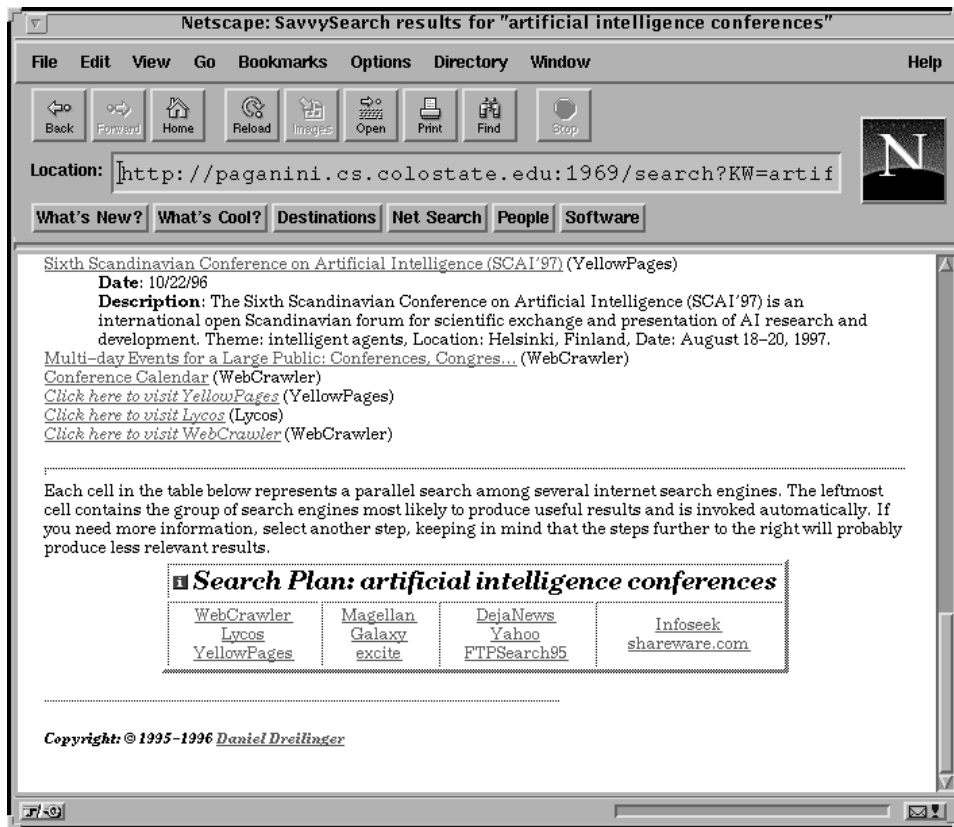 Netscape: SavvySearch results for "artificial intelligence conferences"
File Edit View Go Bookmarks Options Directory Window Help
Back Forward Home Reload Images Open Print Find Stop
Location: http://paganini.cs.colostate.edu:1969/search?KW=artif
N
What's New? What's Cool? Destinations Net Search People Software
Sixth Scandinavian Conference on Artificial Intelligence (SCAI'97) (YellowPages)
Date: 10/22/96
Description: The Sixth Scandinavian Conference on Artificial Intelligence (SCAI'97) is an
international open Scandinavian forum for scientific exchange and presentation of AI research and
development. Theme: intelligent agents, Location: Helsinki, Finland, Date: August 18-20, 1997.
Multi-day Events for a Large Public: Conferences, Congres... (WebCrawler)
Conference Calendar (WebCrawler)
Click here to visit YellowPages (YellowPages)
Click here to visit Lycos (Lycos)
Click here to visit WebCrawler (WebCrawler)
Each cell in the table below represents a parallel search among several internet search engines. The leftmost
cell contains the group of search engines most likely to produce useful results and is invoked automatically. If
you need more information, select another step, keeping in mind that the steps further to the right will probably
produce less relevant results.
i Search Plan: artificial intelligence conferences
WebCrawler Magellan DejaNews Infoseek
Lycos Galaxy Yahoo shareware.com
YellowPages excite FTPSearch95
Copyright: © 1995-1996 Daniel Dreilinger